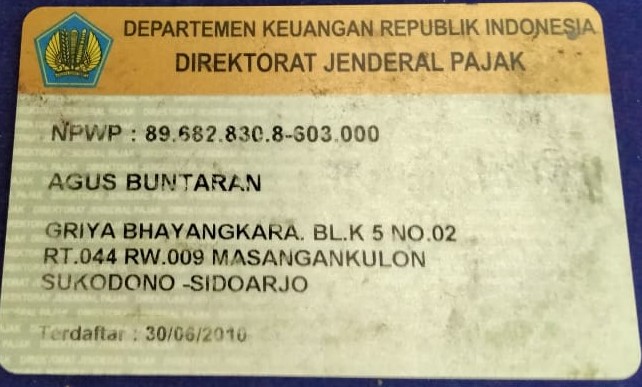 DEPARTEMEN KEUANGAN REPUBLIK INDONESIA
DIREKTORAT JENDERAL PAJAK
NPWP : 89.682.830.8-603.000
AGUS BUNTARAN
GRIYA BHAYANGKARA. BL.K 5 NO.02
RT.044 RW.009 MASANGANKULON
SUKODONO -SIDOARJO
Terdaftar : 30/06/2010